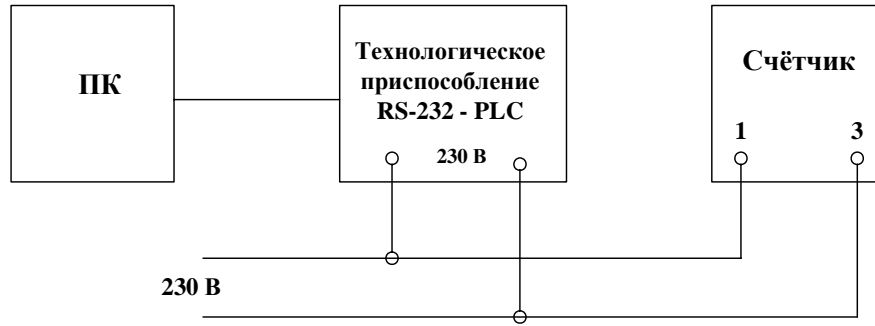 ПК
Технологическое
приспособление
RS-232 - PLC
230 В
Счётчик
1 3
230 В